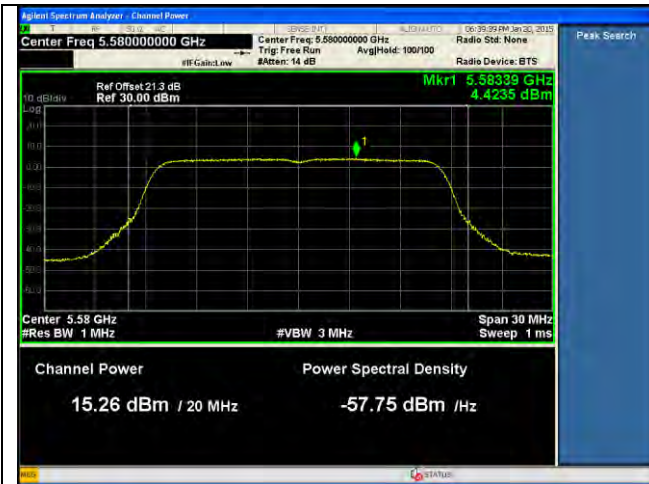 Agilent Spectrum Analyzer - Channel Power
SENSE:INT ALIGNAUTO 06:39:39 PM Jan 20, 2015
Center Freq 5.580000000 GHz
Center Freq: 5.580000000 GHz
Radio Std: None
Trig: Free Run Avg|Hold: 100/100
#IFGain:Low #Atten: 14 dB Radio Device: BTS
Peak Search
Mkr1 5.58339 GHz
4.4235 dBm
Ref Offset 21.3 dB
10 dB/div Ref 30.00 dBm
Log
1
Center 5.58 GHz Span 30 MHz
#Res BW 1 MHz #VBW 3 MHz Sweep 1 ms
Channel Power Power Spectral Density
15.26 dBm / 20 MHz -57.75 dBm /Hz
MSG STATUS